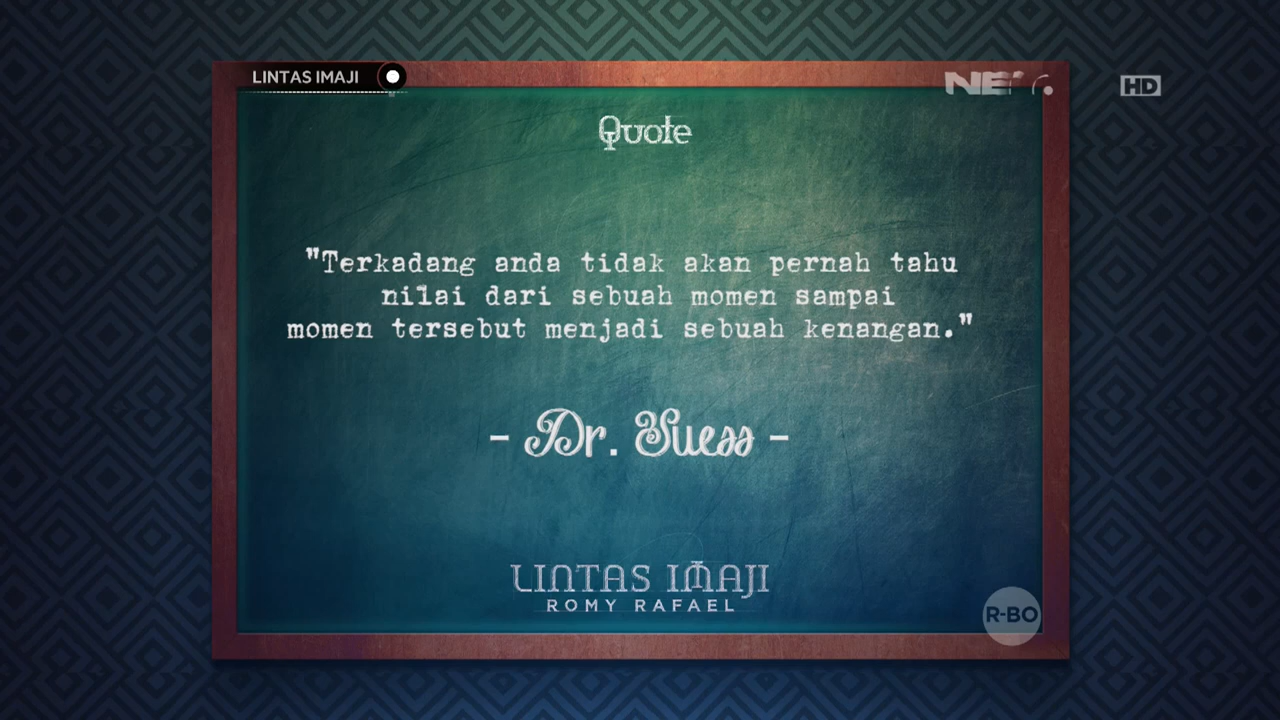 LINTAS IMAJI
HD
Quote
"Terkadang anda tidak akan pernah tahu
nilai dari sebuah momen sampai
momen tersebut menjadi sebuah kenangan."
- Dr. Suess -
LINTAS IMAJI
ROMY RAFAEL
R-BO